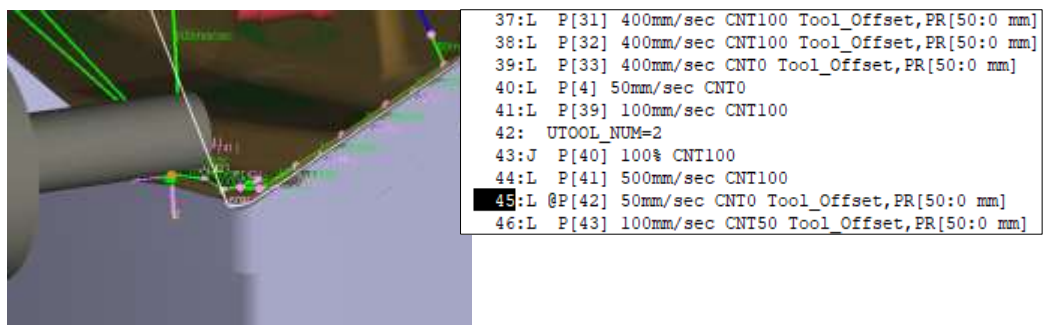 37:L P[31] 400mm/sec CNT100 Tool_Offset,PR[50:0 mm]
38:L P[32] 400mm/sec CNT100 Tool_Offset,PR[50:0 mm]
39:L P[33] 400mm/sec CNT0 Tool_Offset,PR[50:0 mm]
40:L P[4] 50mm/sec CNT0
41:L P[39] 100mm/sec CNT100
42: UTOOL_NUM=2
43:J P[40] 100% CNT100
44:L P[41] 500mm/sec CNT100
45:L @P[42] 50mm/sec CNT0 Tool_Offset,PR[50:0 mm]
46:L P[43] 100mm/sec CNT50 Tool_Offset,PR[50:0 mm]